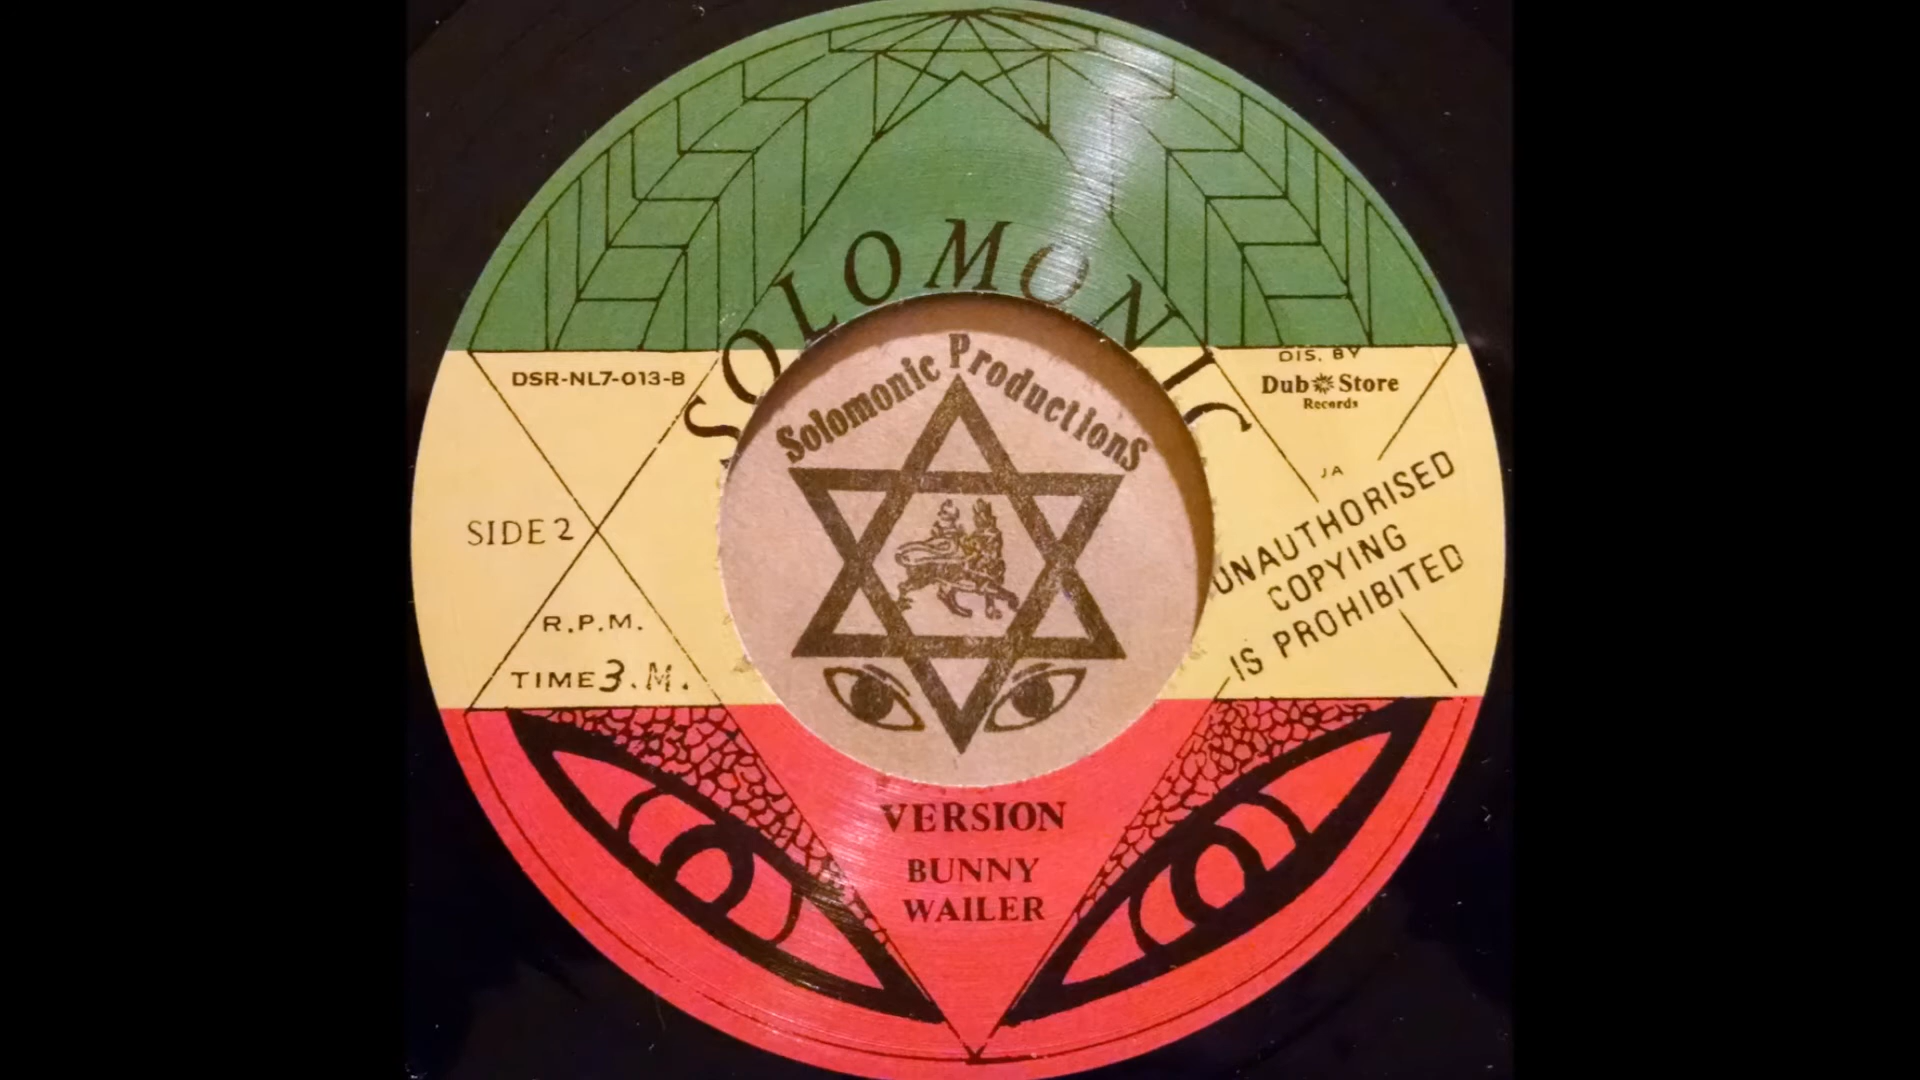 SOLOMONIC
Solomonic ProductionS
DSR-NL7-013-B
DIS. BY
Dub Store
Records
JA
UNAUTHORISED
COPYING
IS PROHIBITED
SIDE 2
R.P.M.
TIME 3.M.
VERSION
BUNNY
WAILER